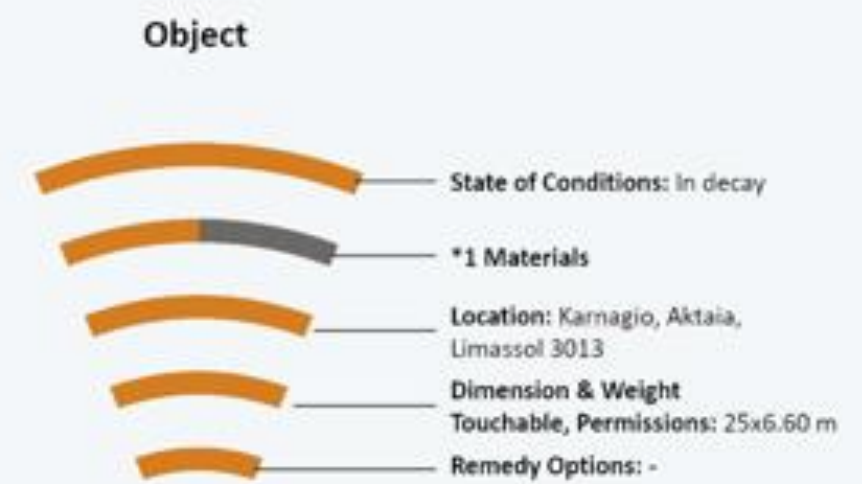 Object
State of Conditions: In decay
*1 Materials
Location: Karnagio, Aktaia,
Limassol 3013
Dimension & Weight
Touchable, Permissions: 25x6.60 m
Remedy Options: -